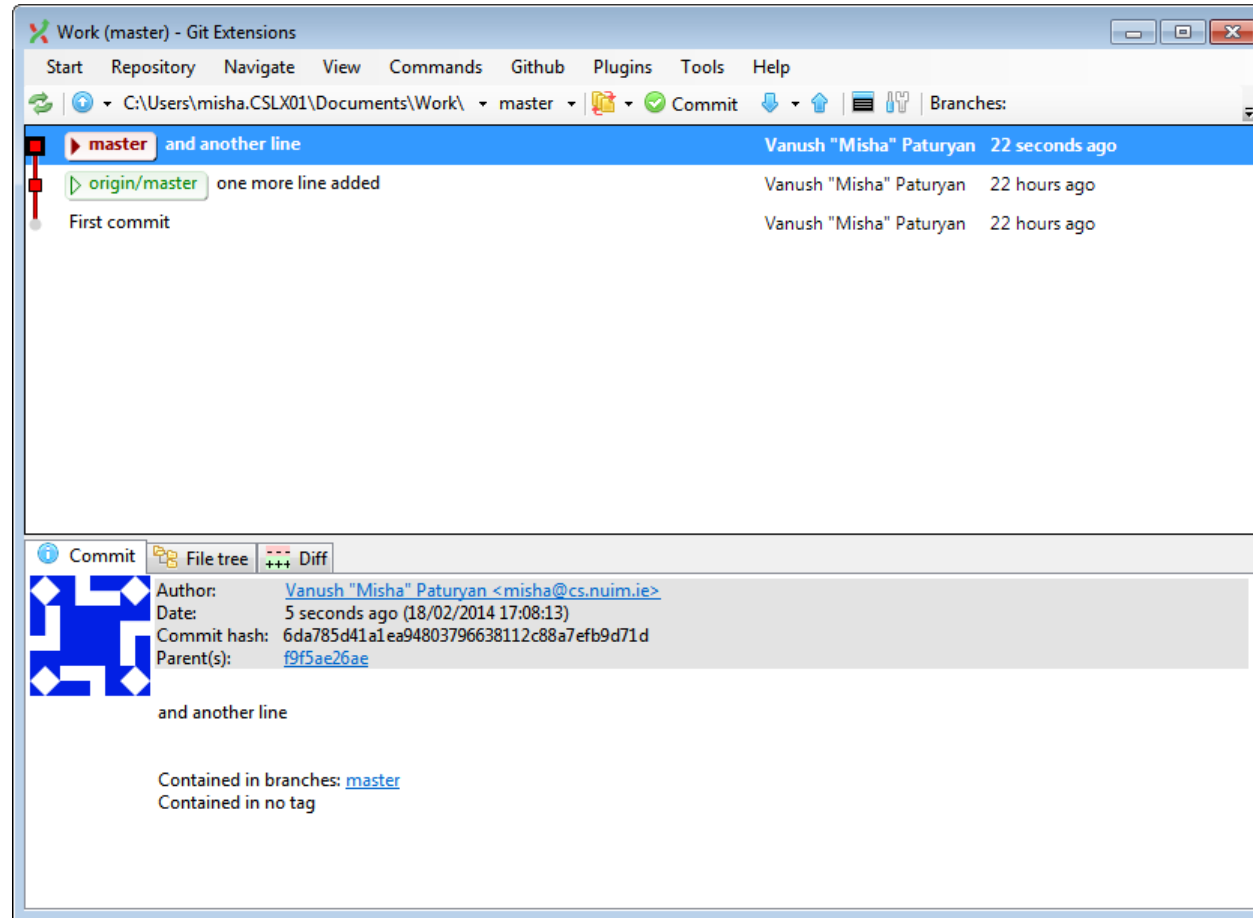 Work (master) - Git Extensions
Start Repository Navigate View Commands Github Plugins Tools Help
C:\Users\misha.CSLX01\Documents\Work\ master Commit Branches:
master and another line Vanush "Misha" Paturyan 22 seconds ago
origin/master one more line added Vanush "Misha" Paturyan 22 hours ago
First commit Vanush "Misha" Paturyan 22 hours ago
Commit File tree Diff
Author: Vanush "Misha" Paturyan <misha@cs.nuim.ie>
Date: 5 seconds ago (18/02/2014 17:08:13)
Commit hash: 6da785d41a1ea94803796638112c88a7efb9d71d
Parent(s): f9f5ae26ae
and another line
Contained in branches: master
Contained in no tag